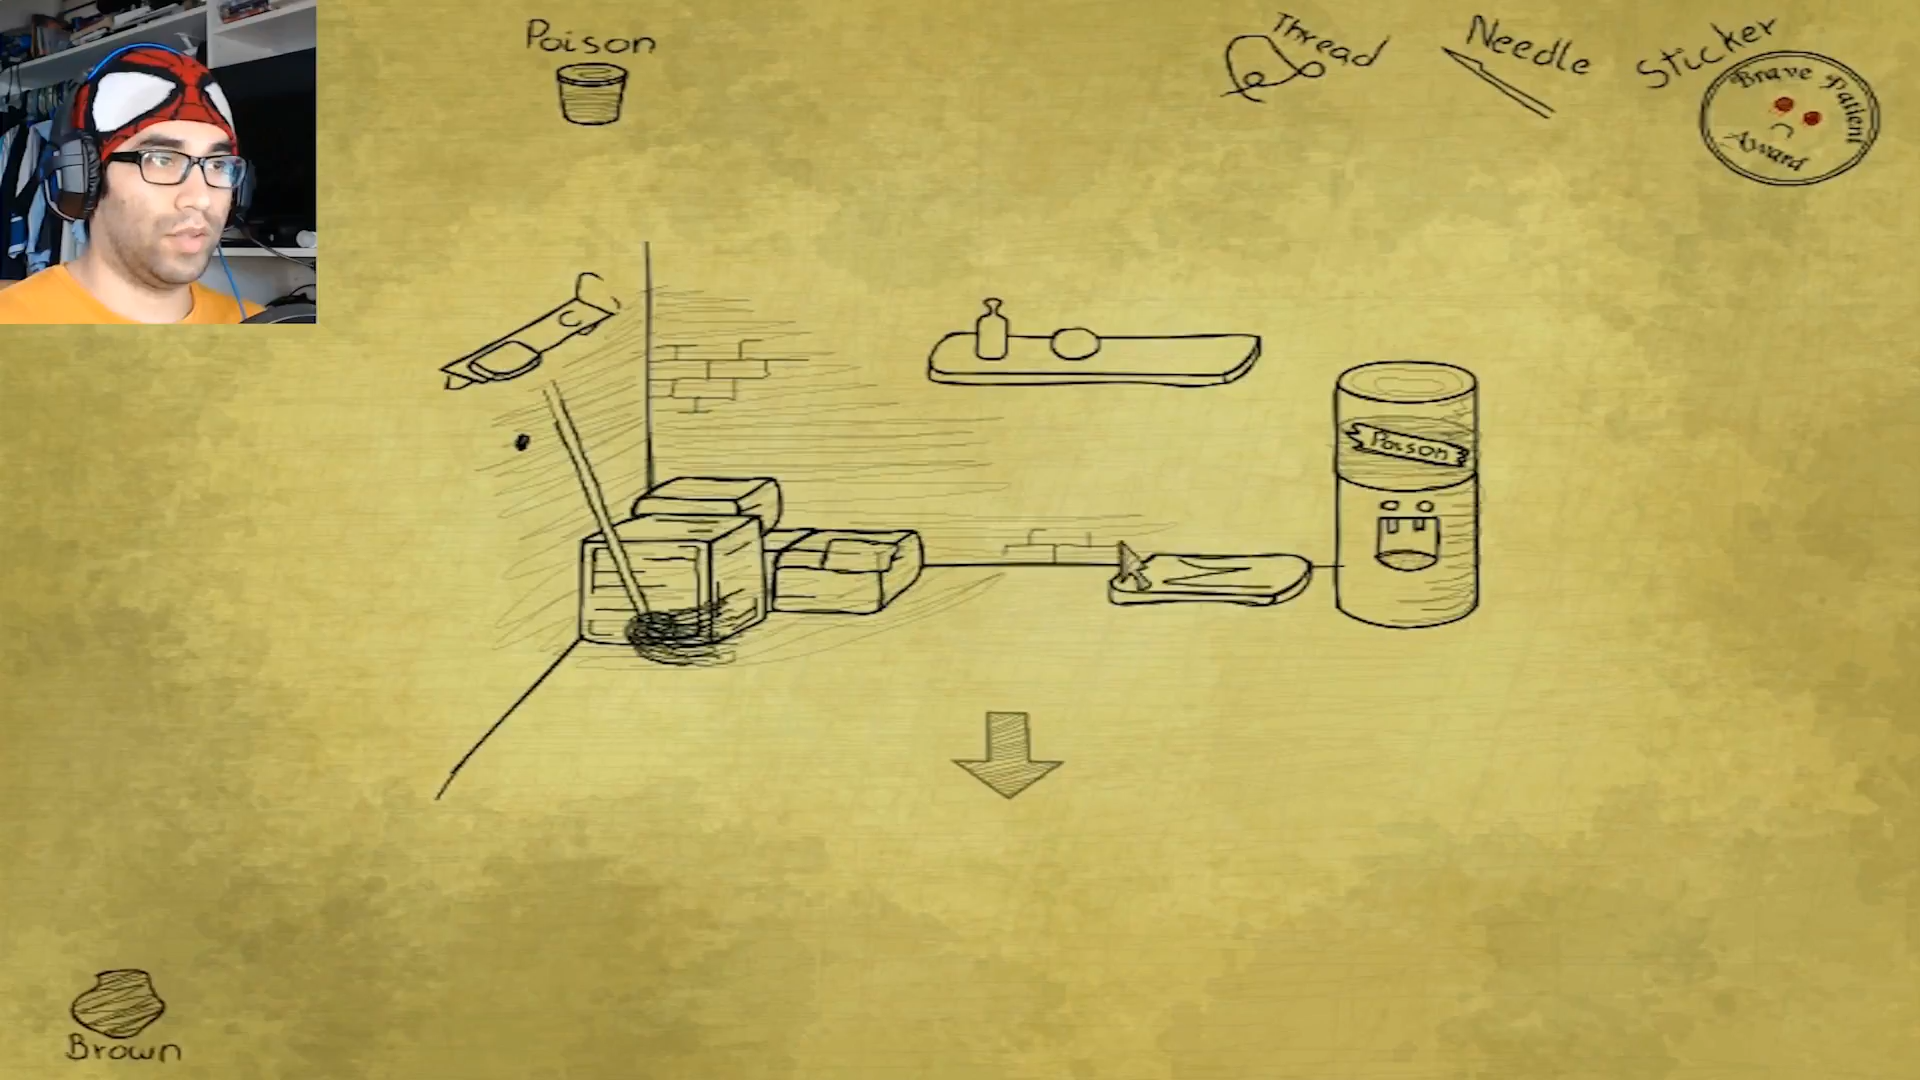 Poison
Thread
Needle
Sticker
Brave Patient
Award
C
Poison
Z
Brown